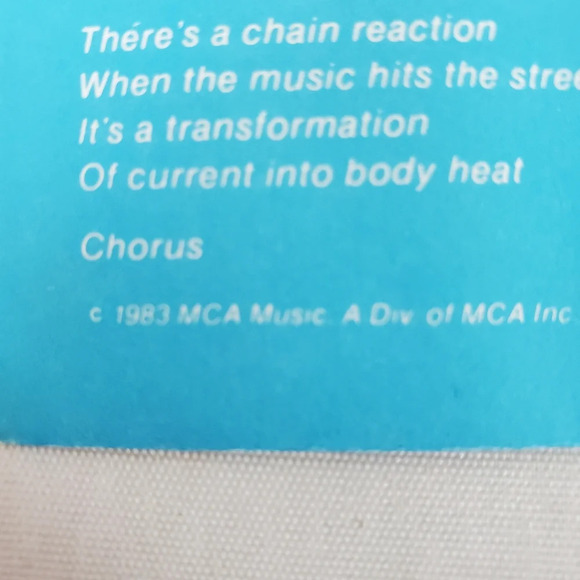 There's a chain reaction
When the music hits the
It's a transformation
Of current into body heat
Chorus
c 1983 MCA Music A Div of MCA Inc